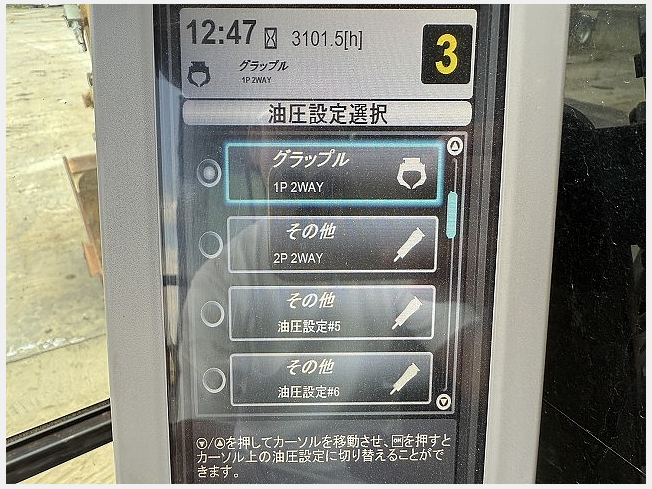 12:47 3101.5[h]
3
グラップル
1P 2WAY
油圧設定選択
グラップル
1P 2WAY
その他
2P 2WAY
その他
油圧設定#5
その他
油圧設定#6
▼/▲を押してカーソルを移動させ、OKを押すと
カーソル上の油圧設定に切り替えることがで
きます。